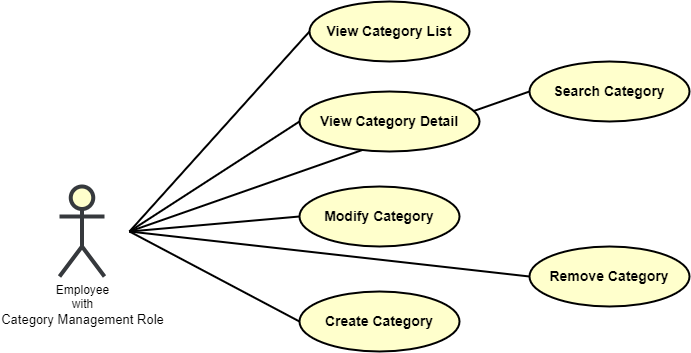 View Category List
Search Category
View Category Detail
Modify Category
Remove Category
Employee
with
Category Management Role
Create Category